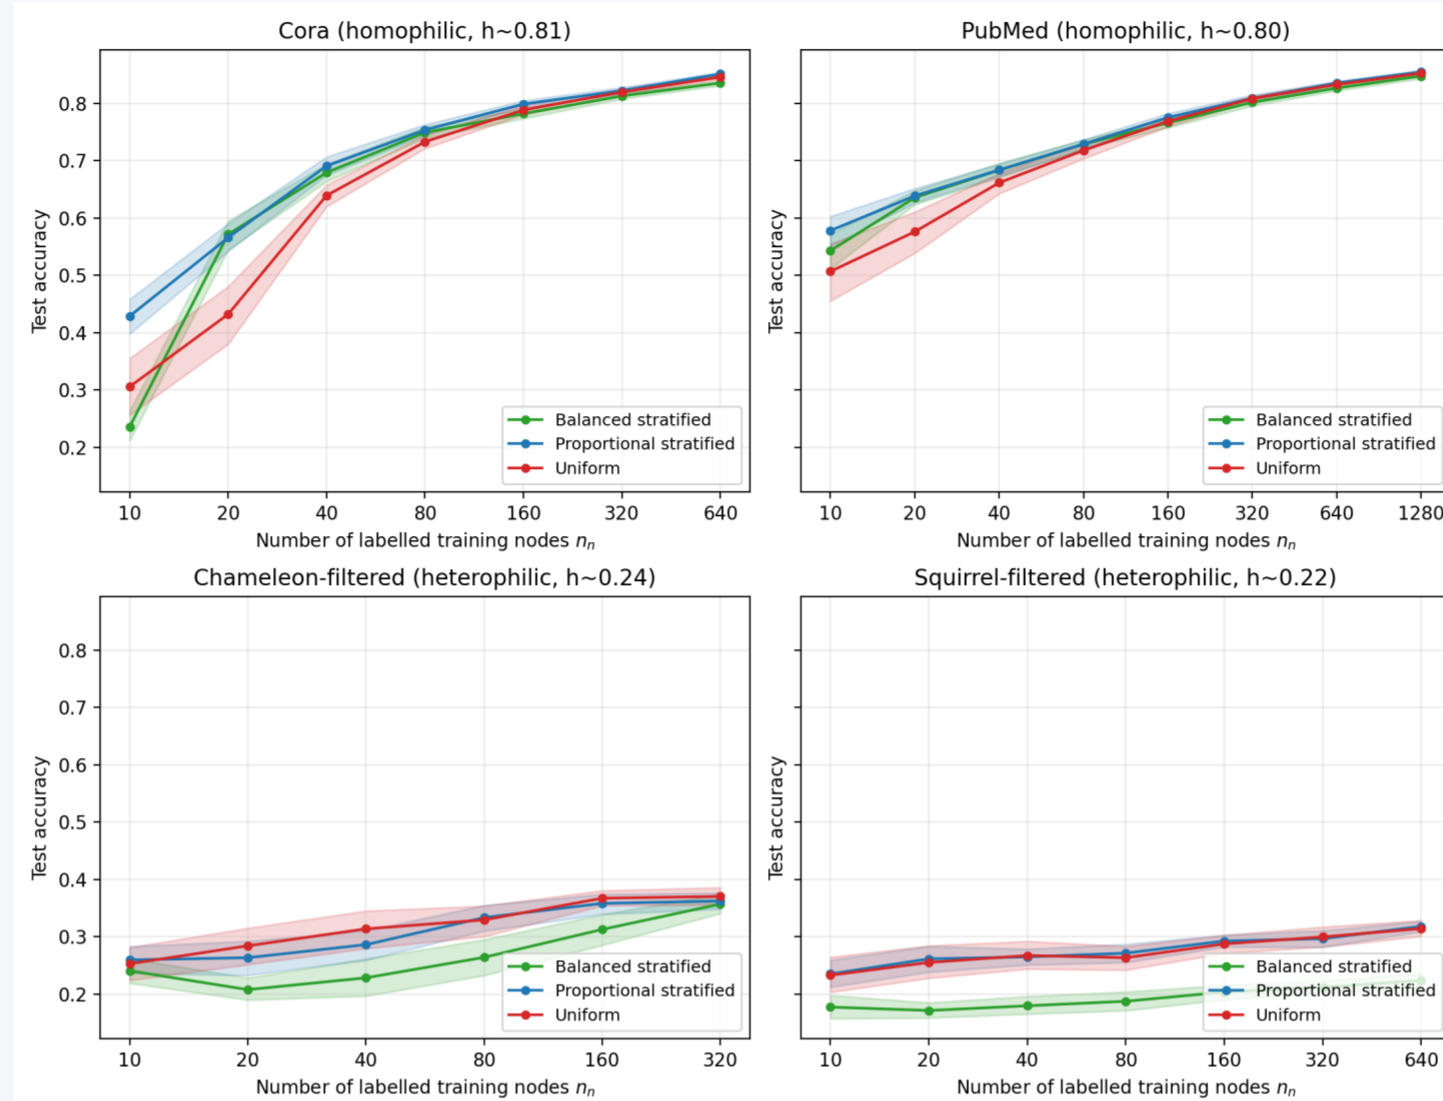 Cora (homophilic, h~0.81)
Test accuracy
0.8
0.7
0.6
0.5
0.4
0.3
0.2
Balanced stratified
Proportional stratified
Uniform
10 20 40 80 160 320 640
Number of labelled training nodes nₙ
PubMed (homophilic, h~0.80)
Test accuracy
Balanced stratified
Proportional stratified
Uniform
10 20 40 80 160 320 640 1280
Number of labelled training nodes nₙ
Chameleon-filtered (heterophilic, h~0.24)
Test accuracy
0.8
0.7
0.6
0.5
0.4
0.3
0.2
Balanced stratified
Proportional stratified
Uniform
10 20 40 80 160 320
Number of labelled training nodes nₙ
Squirrel-filtered (heterophilic, h~0.22)
Test accuracy
Balanced stratified
Proportional stratified
Uniform
10 20 40 80 160 320 640
Number of labelled training nodes nₙ